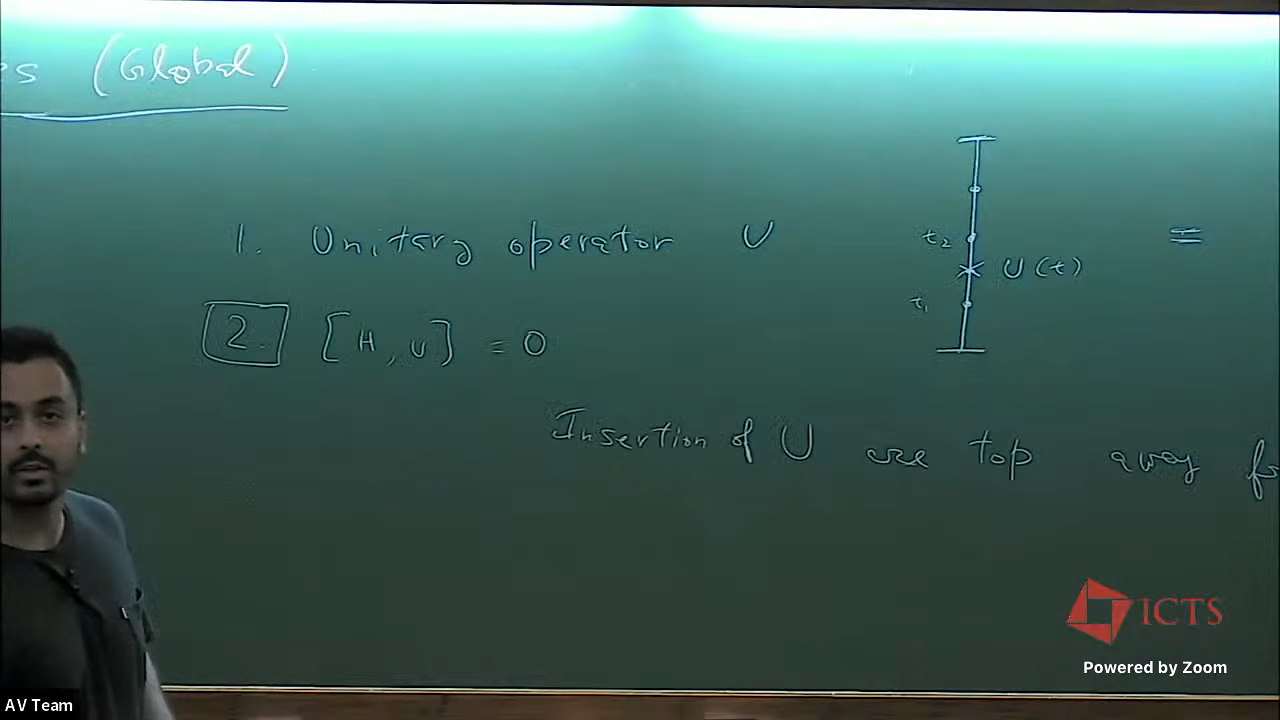 es (Global)
1. Unitary operator U
2. [H, U] = 0
t₂
U(t)
=
t₁
Insertion of U are top away
ICTS
Powered by Zoom
AV Team